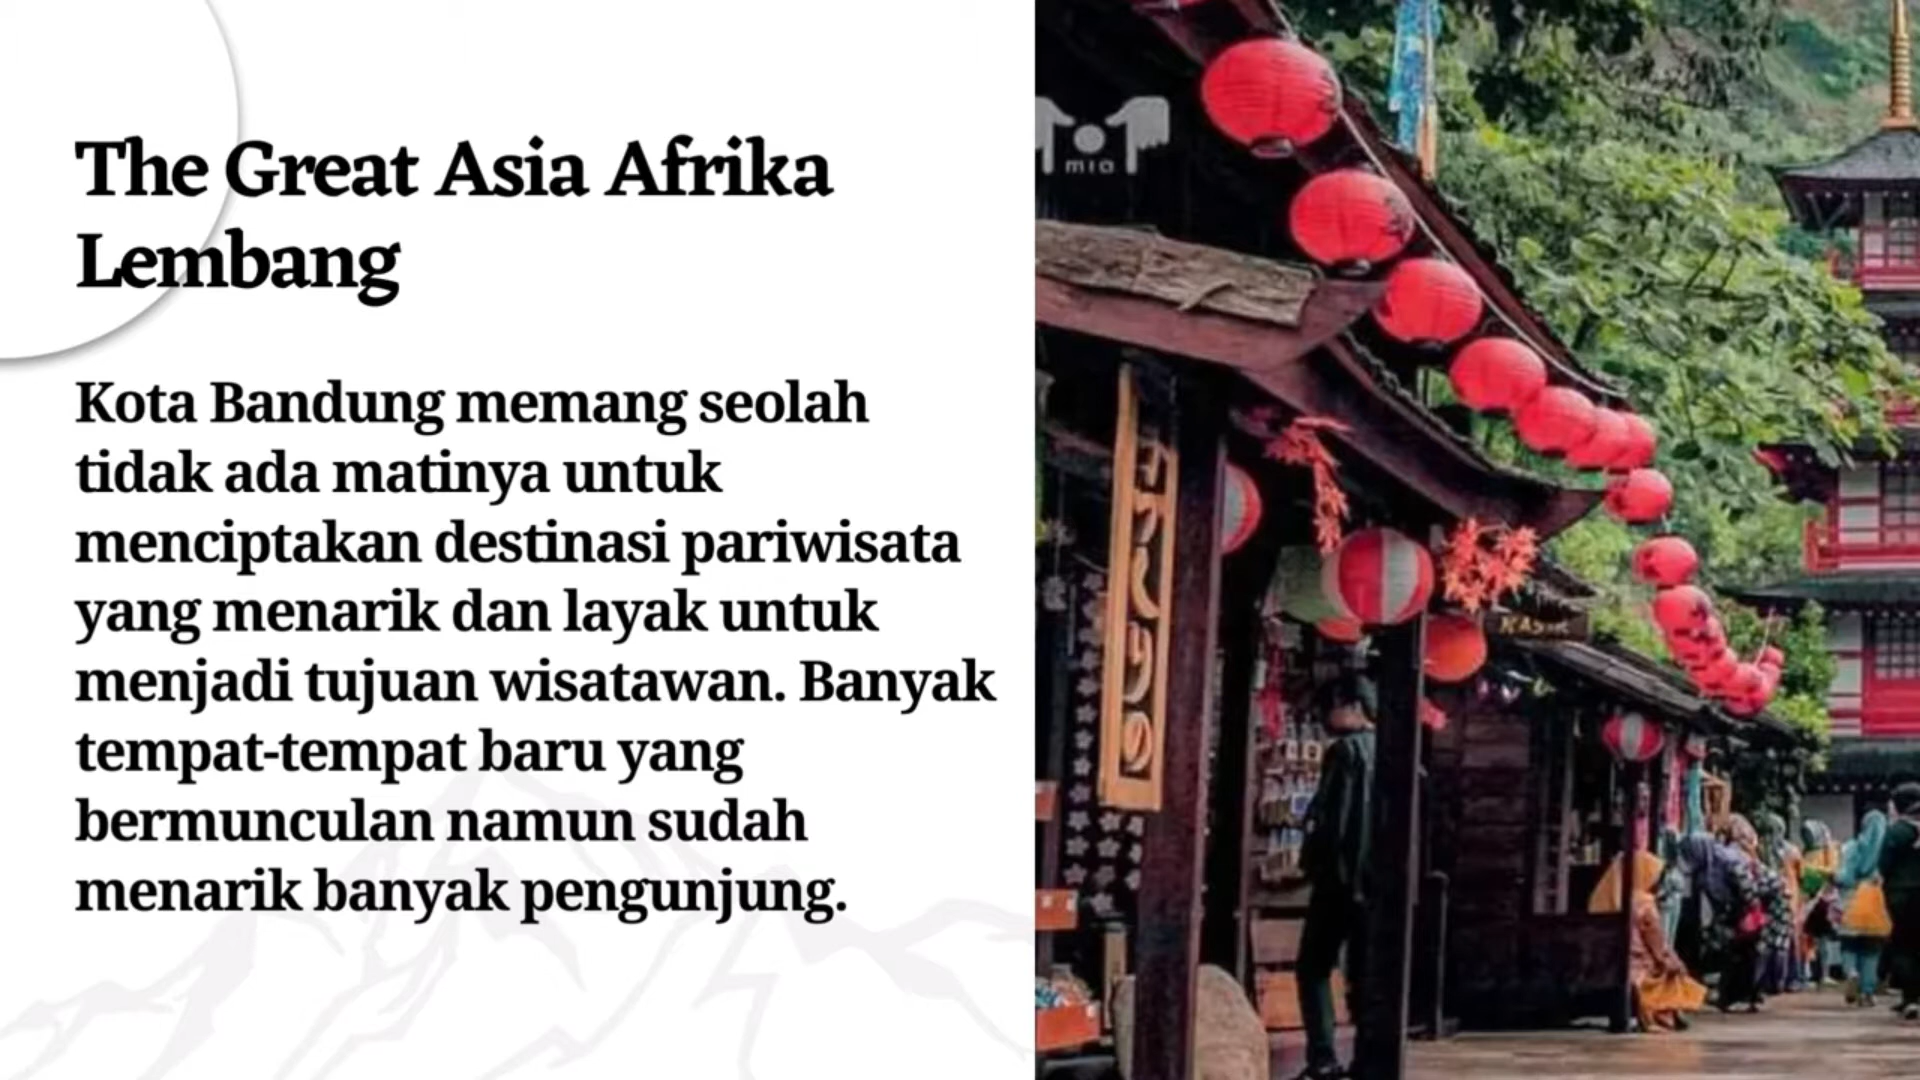 The Great Asia Afrika
Lembang
Kota Bandung memang seolah
tidak ada matinya untuk
menciptakan destinasi pariwisata
yang menarik dan layak untuk
menjadi tujuan wisatawan. Banyak
tempat-tempat baru yang
bermunculan namun sudah
menarik banyak pengunjung.
mia